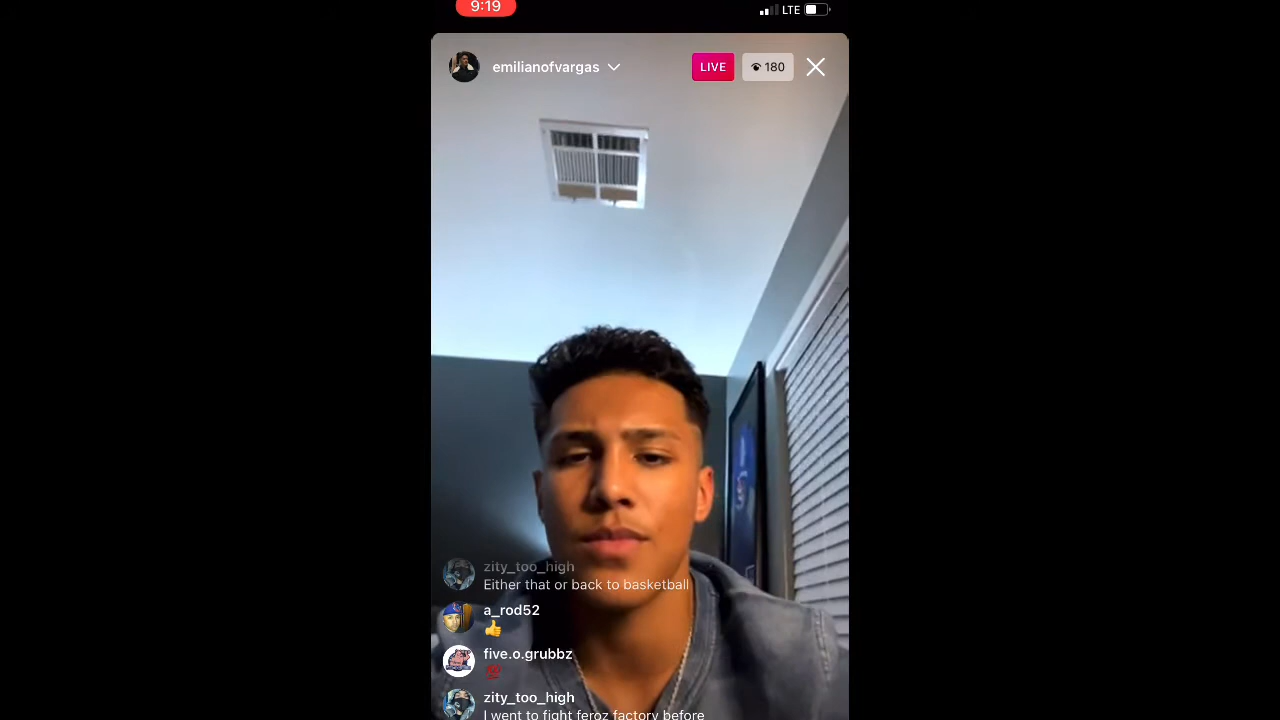 9:19
LTE
emilianofvargas
LIVE
180
zity_too_high
Either that or back to basketball
a_rod52
👍
five.o.grubbz
💯
zity_too_high
I went to fight feroz factory before